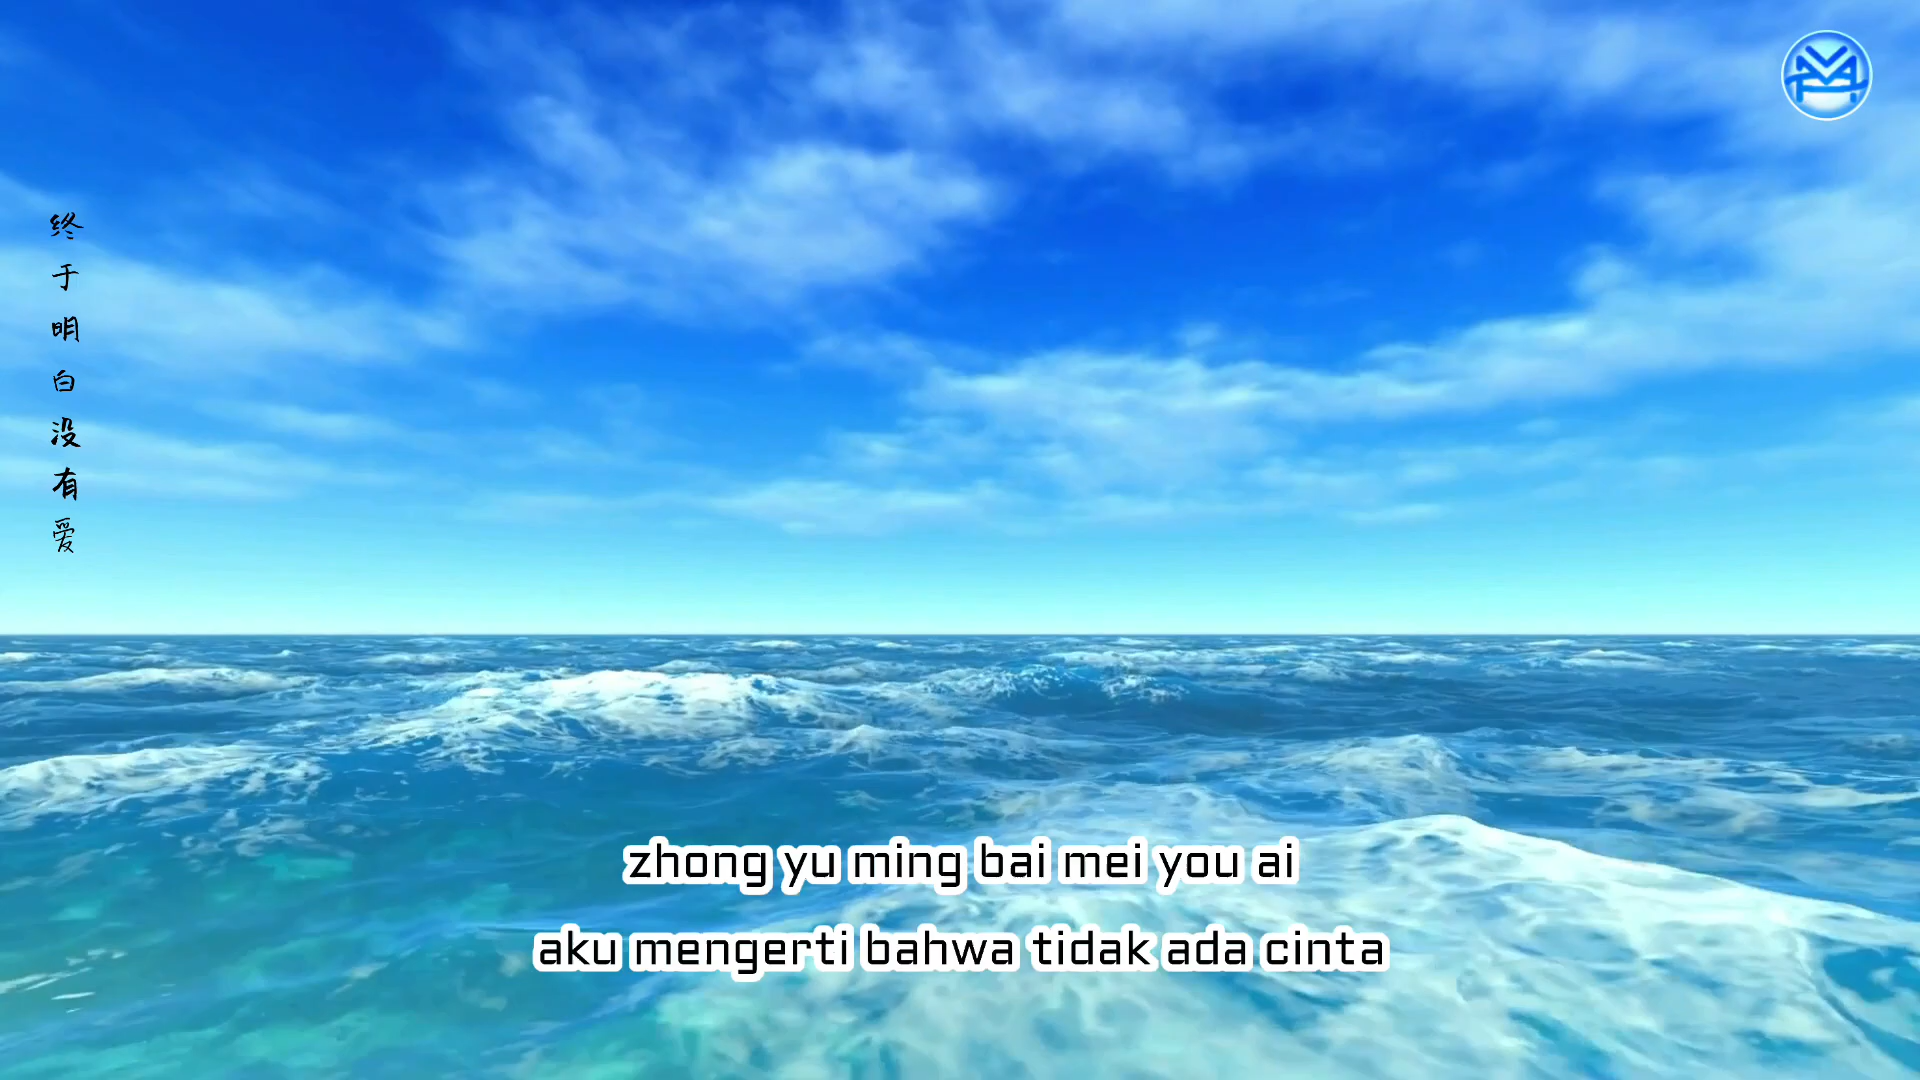 终于明白没有爱
zhong yu ming bai mei you ai
aku mengerti bahwa tidak ada cinta